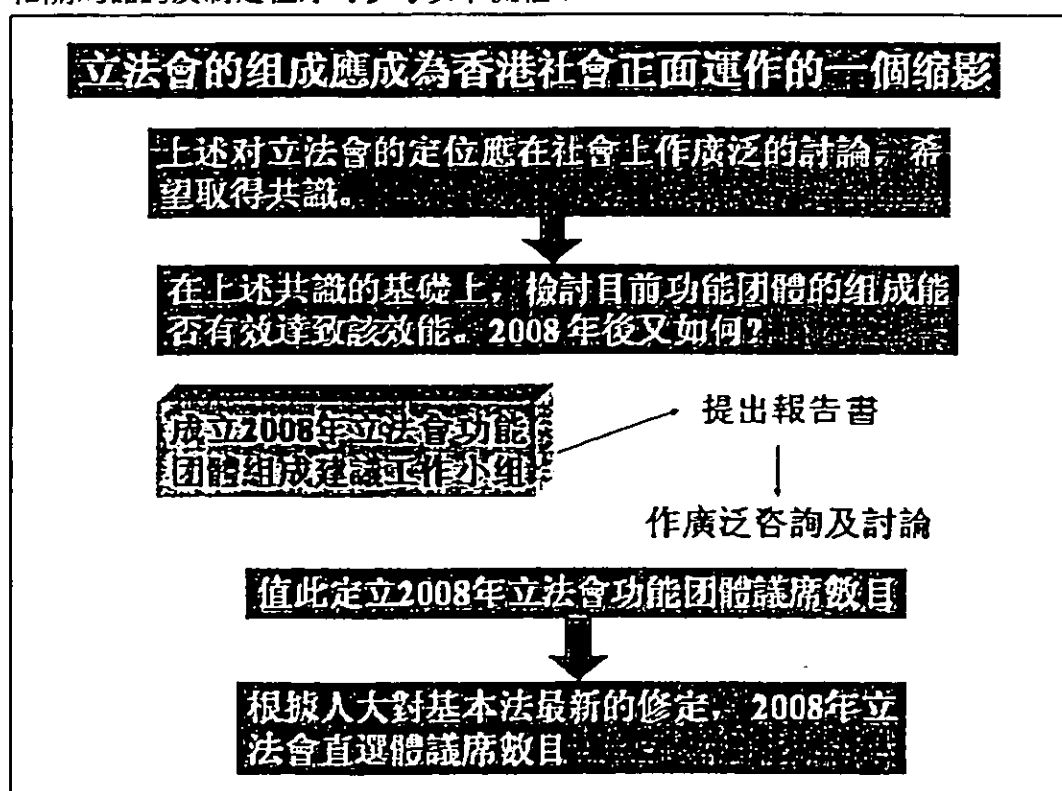 立法會的组成應成為香港社會正面運作的一個缩影
上述对立法會的定位應在社會上作廣泛的討論，希
望取得共識。
在上述共識的基礎上，檢討目前功能团體的组成能
否有效達致該效能。2008年後又如何?
成立2008年立法會功能
团體組成建議工作小组
提出報告書
作廣泛咨詢及討論
值此定立2008年立法會功能团體議席數目
根據人大對基本法最新的修定，2008年立
法會直選體議席數目